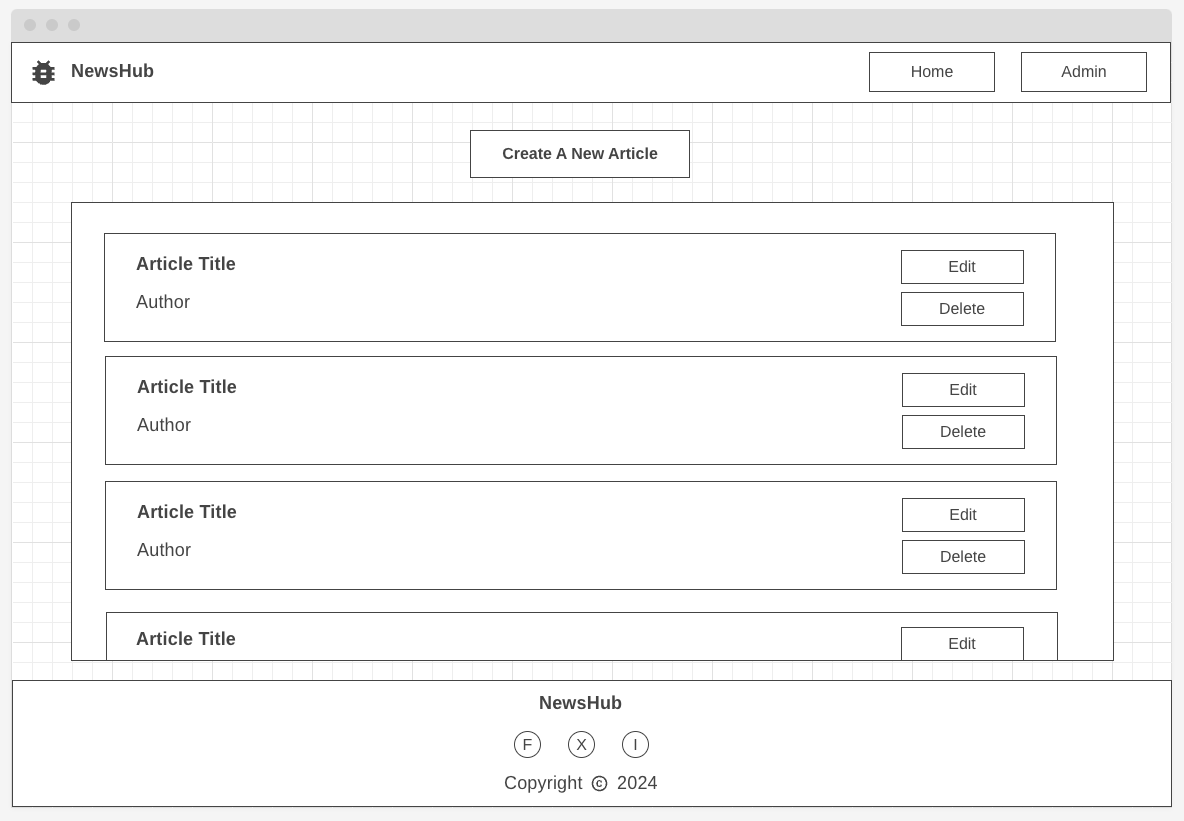 NewsHub
Home
Admin
Create A New Article
Article Title
Author
Edit
Delete
Article Title
Author
Edit
Delete
Article Title
Author
Edit
Delete
Article Title
Edit
NewsHub
F X I
Copyright © 2024